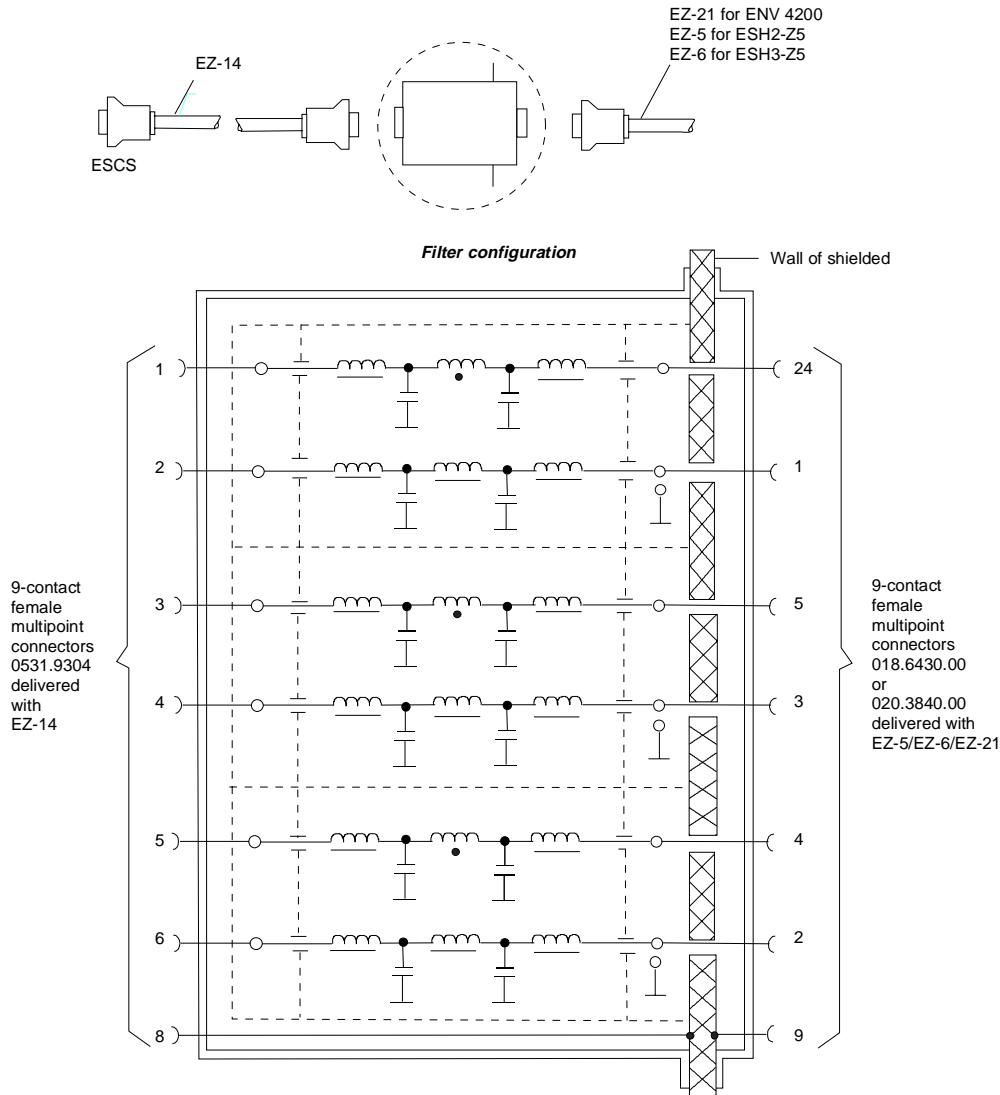 EZ-21 for ENV 4200
EZ-5 for ESH2-Z5
EZ-6 for ESH3-Z5
EZ-14
ESCS
Filter configuration
Wall of shielded
1
24
2
1
9-contact
female
multipoint
connectors
0531.9304
delivered
with
EZ-14
3
5
4
3
9-contact
female
multipoint
connectors
018.6430.00
or
020.3840.00
delivered with
EZ-5/EZ-6/EZ-21
5
4
6
2
8
9